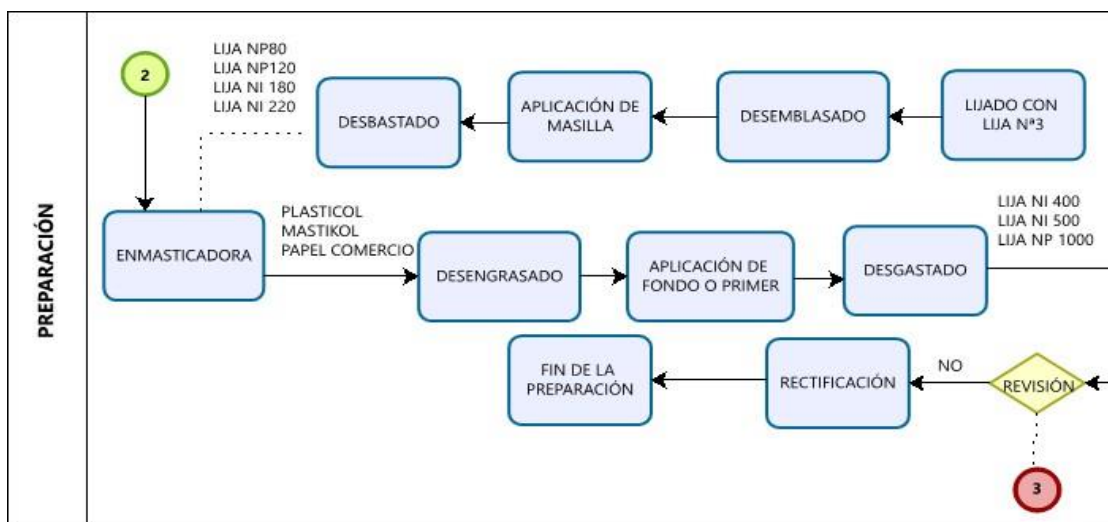 PREPARACIÓN
2
LIJA NP80
LIJA NP120
LIJA NI 180
LIJA NI 220
DESBASTADO
APLICACIÓN DE
MASILLA
DESEMBLASADO
LIJADO CON
LIJA Nª3
ENMASTICADORA
PLASTICOL
MASTIKOL
PAPEL COMERCIO
DESENGRASADO
APLICACIÓN DE
FONDO O PRIMER
DESGASTADO
LIJA NI 400
LIJA NI 500
LIJA NP 1000
FIN DE LA
PREPARACIÓN
RECTIFICACIÓN
NO
REVISIÓN
3